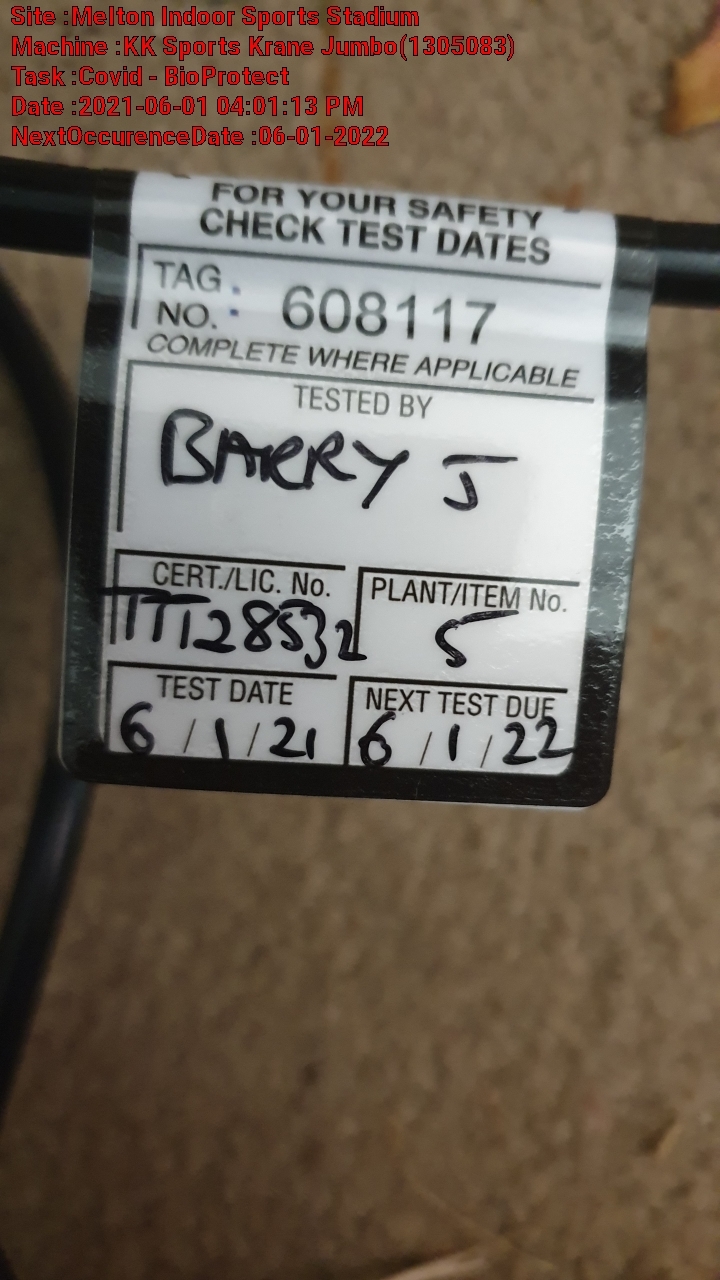 Site :Melton Indoor Sports Stadium
Machine :KK Sports Krane Jumbo(1305083)
Task :Covid - BioProtect
Date :2021-06-01 04:01:13 PM
NextOccurenceDate :06-01-2022
FOR YOUR SAFETY
CHECK TEST DATES
TAG NO.: 608117
COMPLETE WHERE APPLICABLE
TESTED BY
BARRY J
CERT./LIC. No. PLANT/ITEM No.
TTT28532 5
TEST DATE NEXT TEST DUE
6/1/21 6/1/22